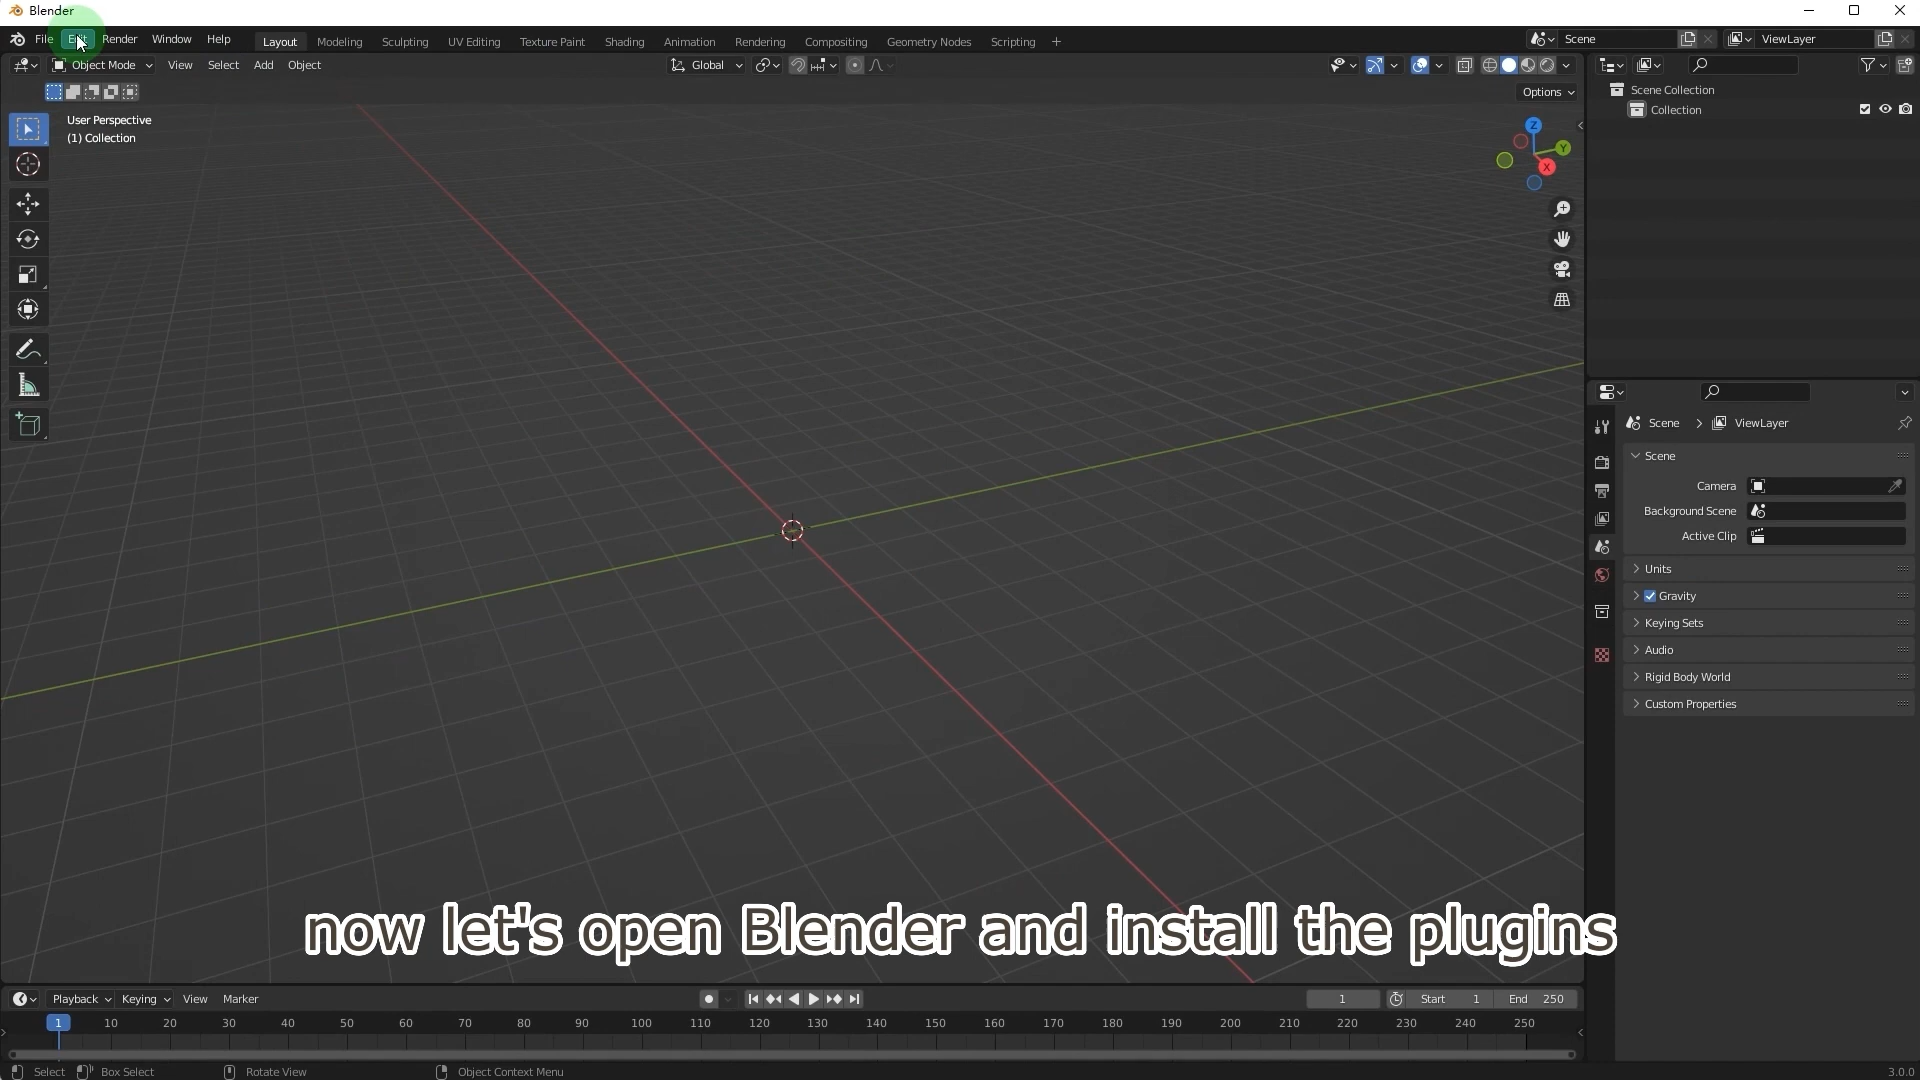 Blender
File Edit Render Window Help Layout Modeling Sculpting UV Editing Texture Paint Shading Animation Rendering Compositing Geometry Nodes Scripting + Scene ViewLayer
Object Mode View Select Add Object Global
Options
User Perspective
(1) Collection
Z
Y
X
Scene Collection
Collection
Scene > ViewLayer
Scene
Camera
Background Scene
Active Clip
Units
Gravity
Keying Sets
Audio
Rigid Body World
Custom Properties
now let's open Blender and install the plugins
Playback Keying View Marker 1 Start 1 End 250
1 10 20 30 40 50 60 70 80 90 100 110 120 130 140 150 160 170 180 190 200 210 220 230 240 250
Select Box Select Rotate View Object Context Menu 3.0.0